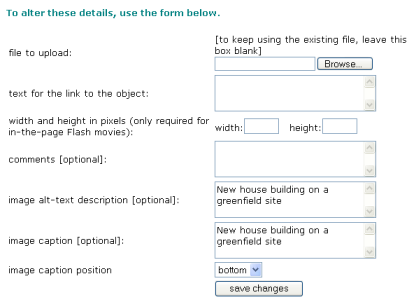 To alter these details, use the form below.
[to keep using the existing file, leave this
box blank]
file to upload:
Browse...
text for the link to the object:
width and height in pixels (only required for
in-the-page Flash movies):
width: height:
comments [optional]:
image alt-text description [optional]:
New house building on a
greenfield site
image caption [optional]:
New house building on a
greenfield site
image caption position
bottom
save changes